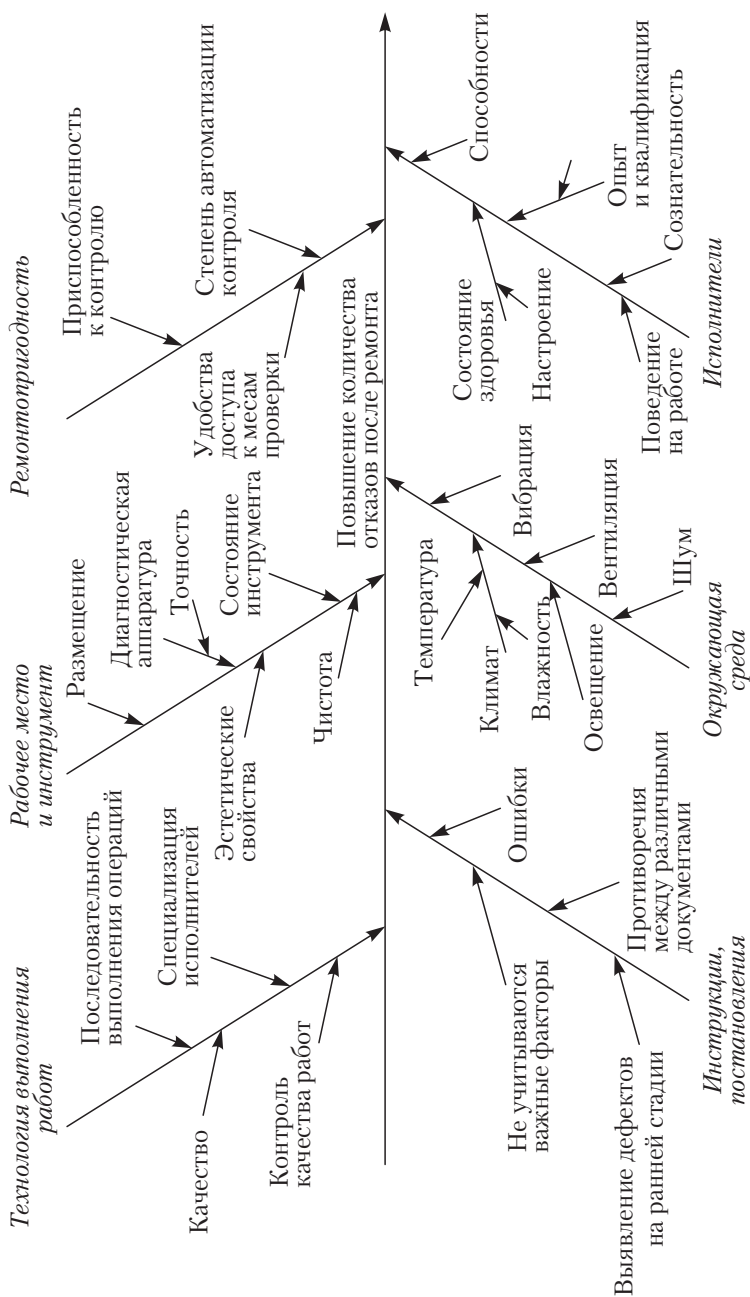 Технология выполнения
работ
Последовательность
выполнения операций
Качество
Специализация
исполнителей
Контроль
качества работ
Рабочее место
и инструмент
Размещение
Диагностическая
аппаратура
Точность
Эстетические
свойства
Состояние
инструмента
Чистота
Ремонтопригодность
Приспособленность
к контролю
Степень автоматизации
контроля
Удобства
доступа
к месам
проверки
Повышение количества
отказов после ремонта
Ошибки
Не учитываются
важные факторы
Противоречия
между различными
документами
Выявление дефектов
на ранней стадии
Инструкции,
постановления
Вибрация
Температура
Климат
Влажность
Вентиляция
Освещение
Шум
Окружающая
среда
Способности
Состояние
здоровья
Настроение
Опыт
и квалификация
Сознательность
Поведение
на работе
Исполнители